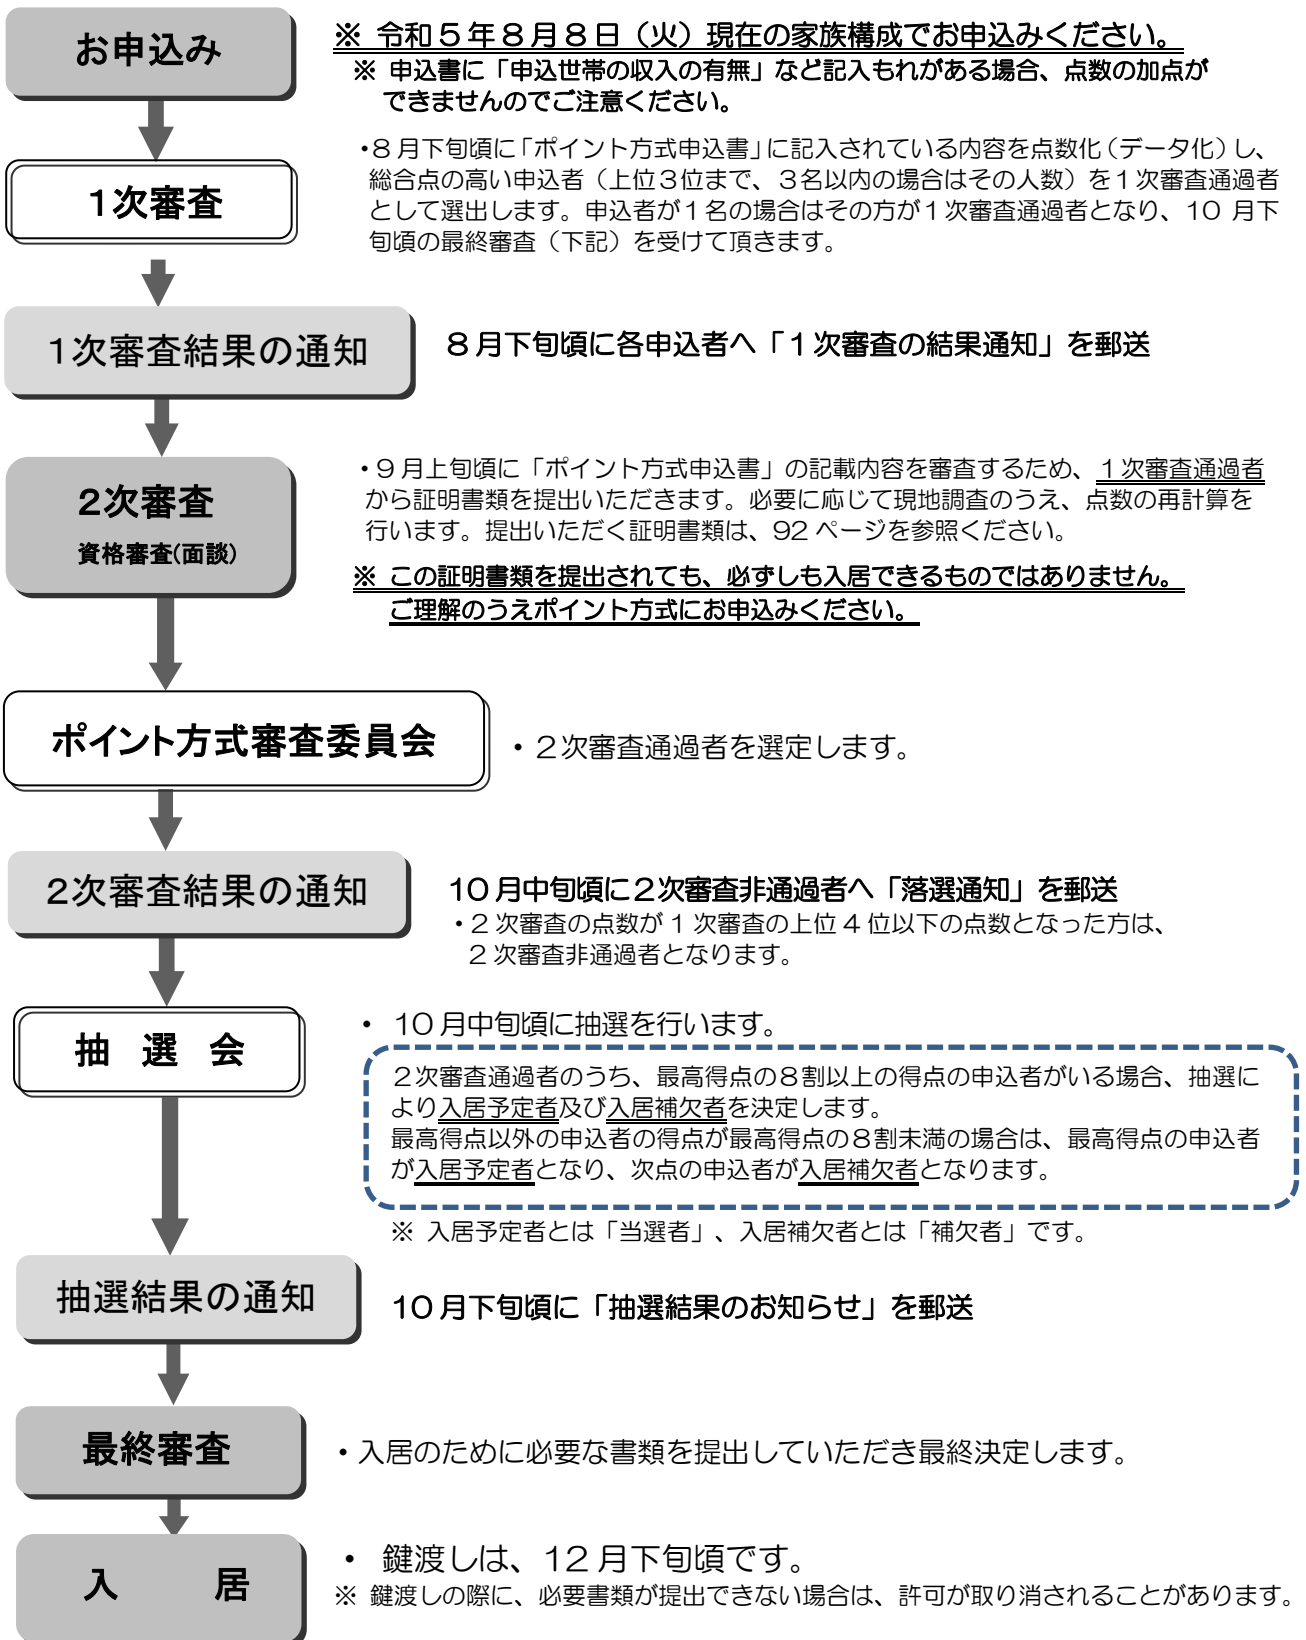 お申込み
※ 令和５年８月８日（火）現在の家族構成でお申込みください。
※ 申込書に「申込世帯の収入の有無」など記入もれがある場合、点数の加点が
できませんのでご注意ください。
１次審査
・８月下旬頃に「ポイント方式申込書」に記入されている内容を点数化（データ化）し、
総合点の高い申込者（上位３位まで、３名以内の場合はその人数）を１次審査通過者
として選出します。申込者が１名の場合はその方が１次審査通過者となり、10 月下
旬頃の最終審査（下記）を受けて頂きます。
１次審査結果の通知
８月下旬頃に各申込者へ「１次審査の結果通知」を郵送
２次審査
資格審査(面談)
・９月上旬頃に「ポイント方式申込書」の記載内容を審査するため、１次審査通過者
から証明書類を提出いただきます。必要に応じて現地調査のうえ、点数の再計算を
行います。提出いただく証明書類は、92 ページを参照ください。
※ この証明書類を提出されても、必ずしも入居できるものではありません。
ご理解のうえポイント方式にお申込みください。
ポイント方式審査委員会
・２次審査通過者を選定します。
２次審査結果の通知
10 月中旬頃に２次審査非通過者へ「落選通知」を郵送
・２次審査の点数が１次審査の上位４位以下の点数となった方は、
２次審査非通過者となります。
抽　選　会
・ 10 月中旬頃に抽選を行います。
２次審査通過者のうち、最高得点の８割以上の得点の申込者がいる場合、抽選に
より入居予定者及び入居補欠者を決定します。
最高得点以外の申込者の得点が最高得点の８割未満の場合は、最高得点の申込者
が入居予定者となり、次点の申込者が入居補欠者となります。
※ 入居予定者とは「当選者」、入居補欠者とは「補欠者」です。
抽選結果の通知
10 月下旬頃に「抽選結果のお知らせ」を郵送
最終審査
・入居のために必要な書類を提出していただき最終決定します。
入　　居
・ 鍵渡しは、12 月下旬頃です。
※ 鍵渡しの際に、必要書類が提出できない場合は、許可が取り消されることがあります。